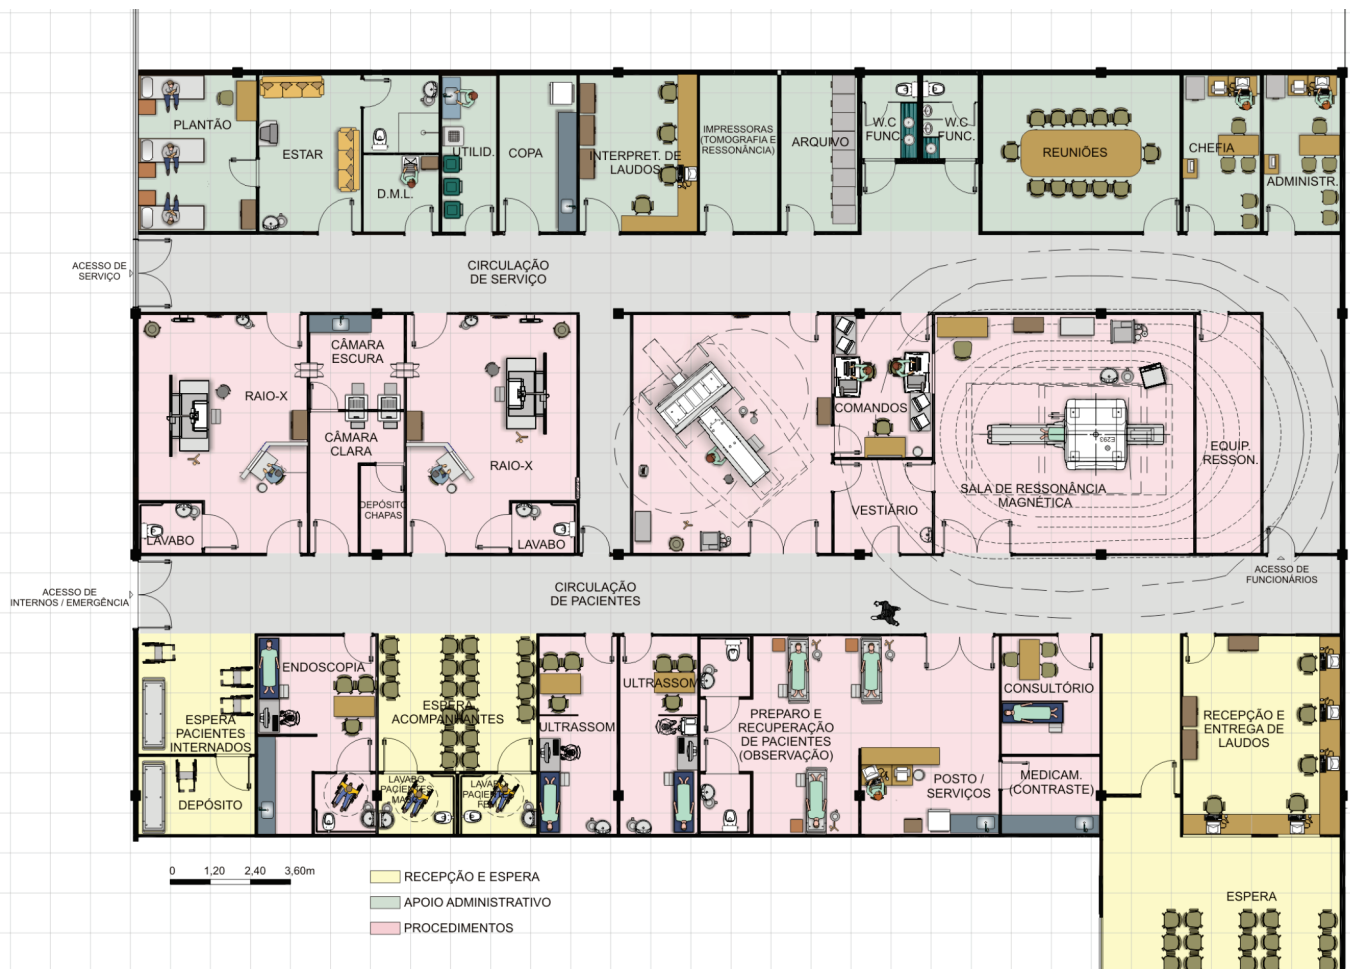 PLANTÃO
ESTAR
D.M.L.
UTILID.
COPA
INTERPRET. DE
LAUDOS
IMPRESSORAS
(TOMOGRAFIA E
RESSONÂNCIA)
ARQUIVO
W.C
FUNC.
W.C
FUNC.
REUNIÕES
CHEFIA
ADMINISTR.
ACESSO DE
SERVIÇO
CIRCULAÇÃO
DE SERVIÇO
RAIO-X
CÂMARA
ESCURA
CÂMARA
CLARA
DEPÓSITO
CHAPAS
RAIO-X
LAVABO
LAVABO
COMANDOS
VESTIÁRIO
E293
SALA DE RESSONÂNCIA
MAGNÉTICA
EQUIP.
RESSON.
ACESSO DE
FUNCIONÁRIOS
ACESSO DE
INTERNOS / EMERGÊNCIA
CIRCULAÇÃO
DE PACIENTES
ESPERA
PACIENTES
INTERNADOS
DEPÓSITO
ENDOSCOPIA
ESPERA
ACOMPANHANTES
LAVABO
PACIENTES
ULTRASSOM
ULTRASSOM
PREPARO E
RECUPERAÇÃO
DE PACIENTES
(OBSERVAÇÃO)
POSTO /
SERVIÇOS
CONSULTÓRIO
MEDICAM.
(CONTRASTE)
RECEPÇÃO E
ENTREGA DE
LAUDOS
ESPERA
0 1,20 2,40 3,60m
RECEPÇÃO E ESPERA
APOIO ADMINISTRATIVO
PROCEDIMENTOS